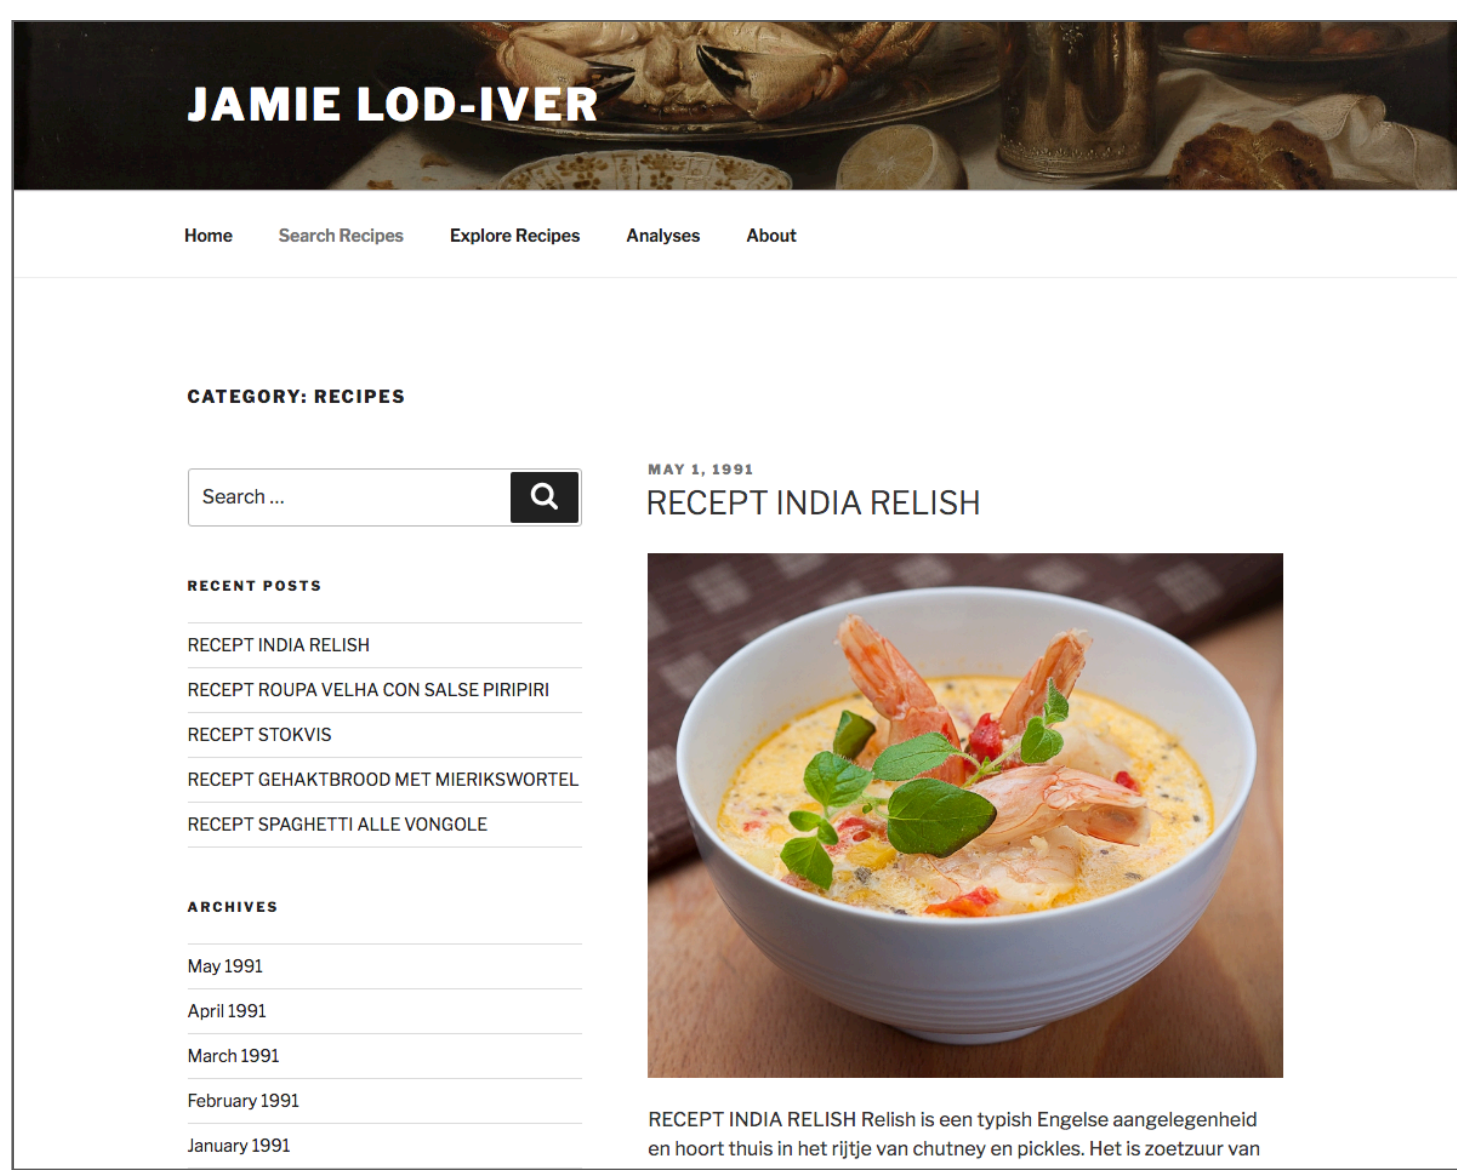 JAMIE LOD-IVER
Home Search Recipes Explore Recipes Analyses About
CATEGORY: RECIPES
Search ...
RECENT POSTS
RECEPT INDIA RELISH
RECEPT ROUPA VELHA CON SALSE PIRIPIRI
RECEPT STOKVIS
RECEPT GEHAKTBROOD MET MIERIKSWORTEL
RECEPT SPAGHETTI ALLE VONGOLE
ARCHIVES
May 1991
April 1991
March 1991
February 1991
January 1991
MAY 1, 1991
RECEPT INDIA RELISH
RECEPT INDIA RELISH Relish is een typish Engelse aangelegenheid
en hoort thuis in het rijtje van chutney en pickles. Het is zoetzuur van